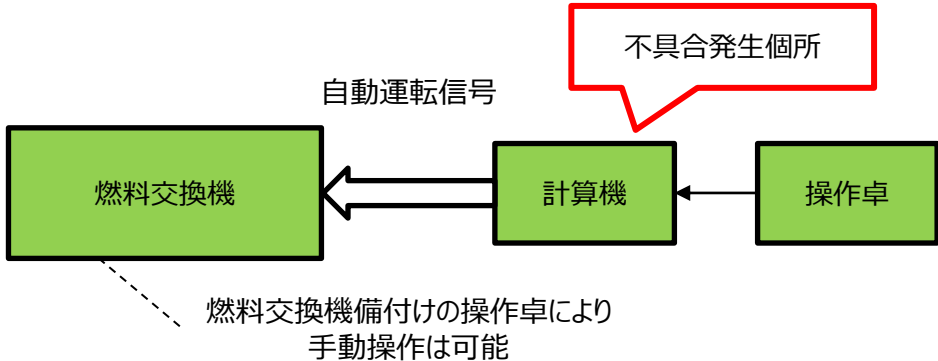 不具合発生個所
自動運転信号
燃料交換機
計算機
操作卓
燃料交換機備付けの操作卓により
手動操作は可能